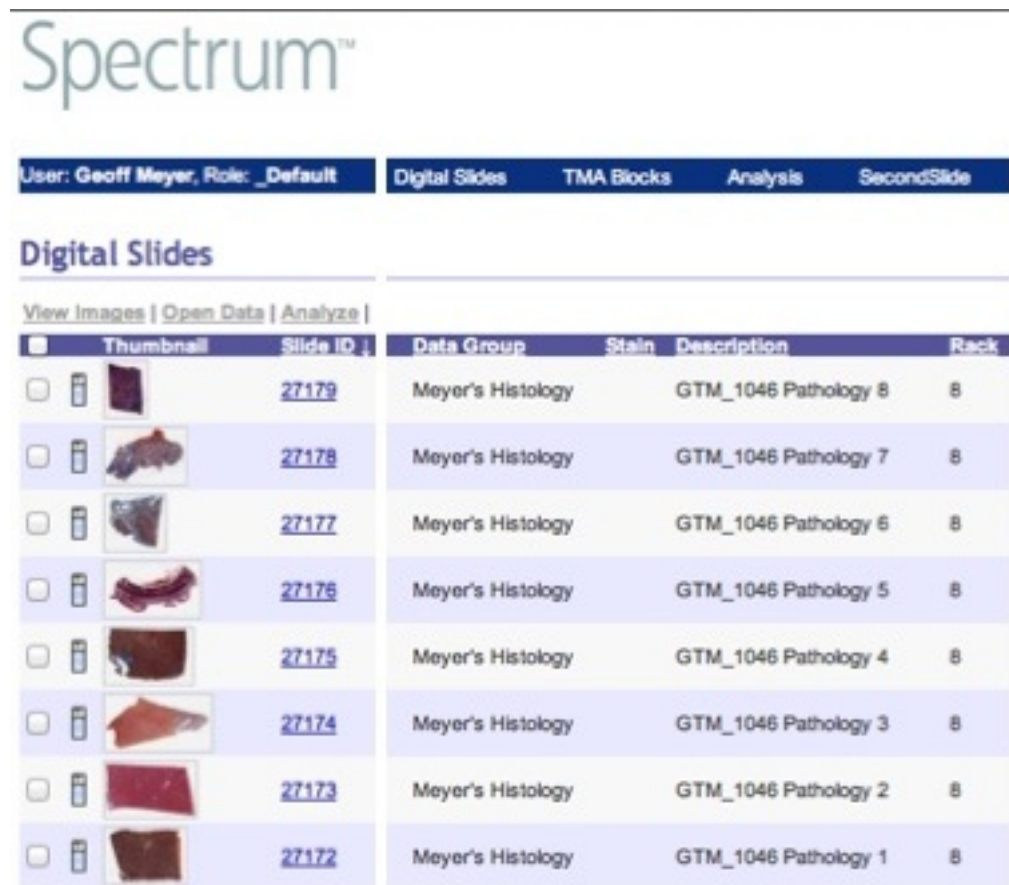 Spectrum™
User: Geoff Meyer, Role: _Default Digital Slides TMA Blocks Analysis SecondSlide
Digital Slides
View Images | Open Data | Analyze |
Thumbnail Slide ID ↓ Data Group Stain Description Rack
27179 Meyer's Histology GTM_1046 Pathology 8 8
27178 Meyer's Histology GTM_1046 Pathology 7 8
27177 Meyer's Histology GTM_1046 Pathology 6 8
27176 Meyer's Histology GTM_1046 Pathology 5 8
27175 Meyer's Histology GTM_1046 Pathology 4 8
27174 Meyer's Histology GTM_1046 Pathology 3 8
27173 Meyer's Histology GTM_1046 Pathology 2 8
27172 Meyer's Histology GTM_1046 Pathology 1 8